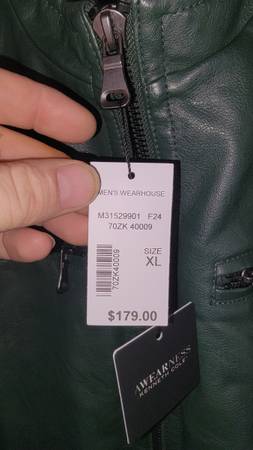 MEN'S WEARHOUSE
M31529901 F24
70ZK 40009
70ZK40009
SIZE
XL
$179.00
AWEARNESS
KENNETH COLE